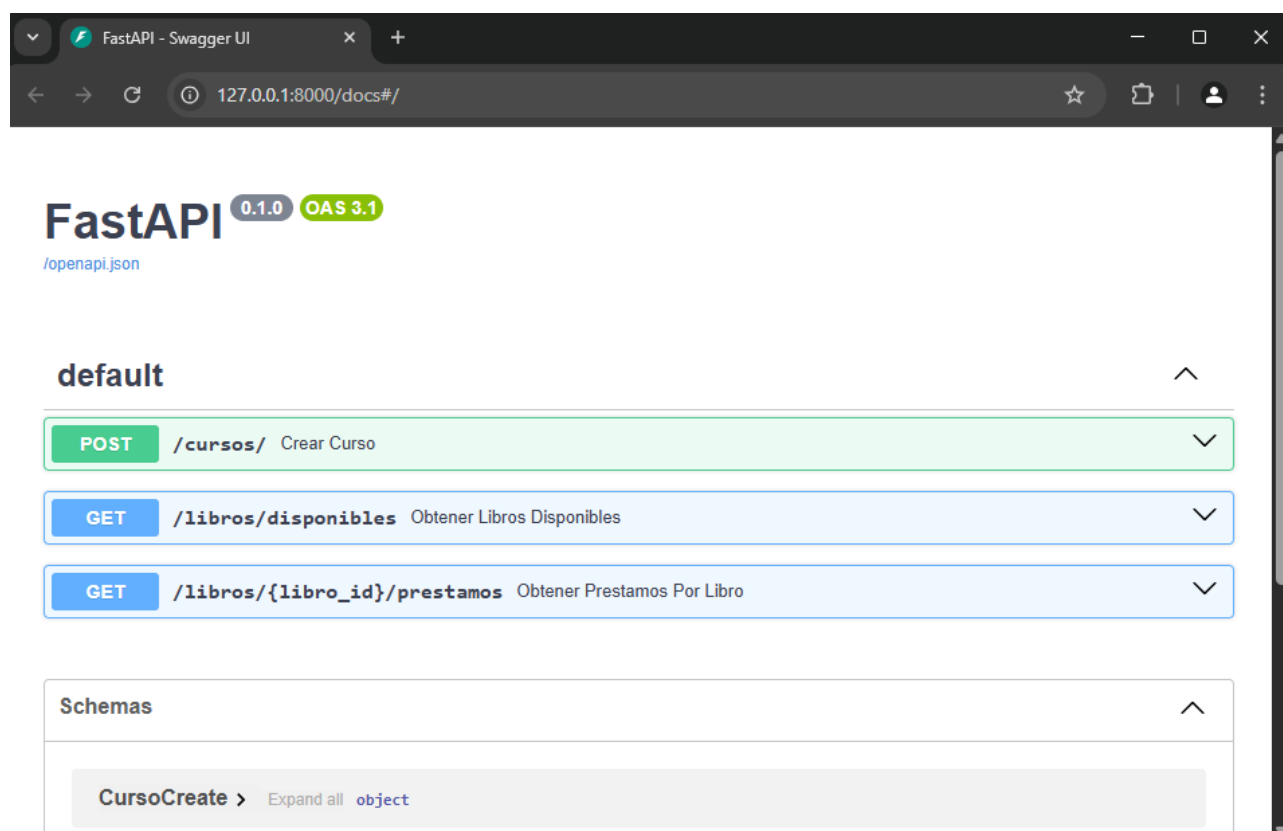 FastAPI - Swagger UI
127.0.0.1:8000/docs#/
FastAPI 0.1.0 OAS 3.1
/openapi.json
default
POST /cursos/ Crear Curso
GET /libros/disponibles Obtener Libros Disponibles
GET /libros/{libro_id}/prestamos Obtener Prestamos Por Libro
Schemas
CursoCreate > Expand all object